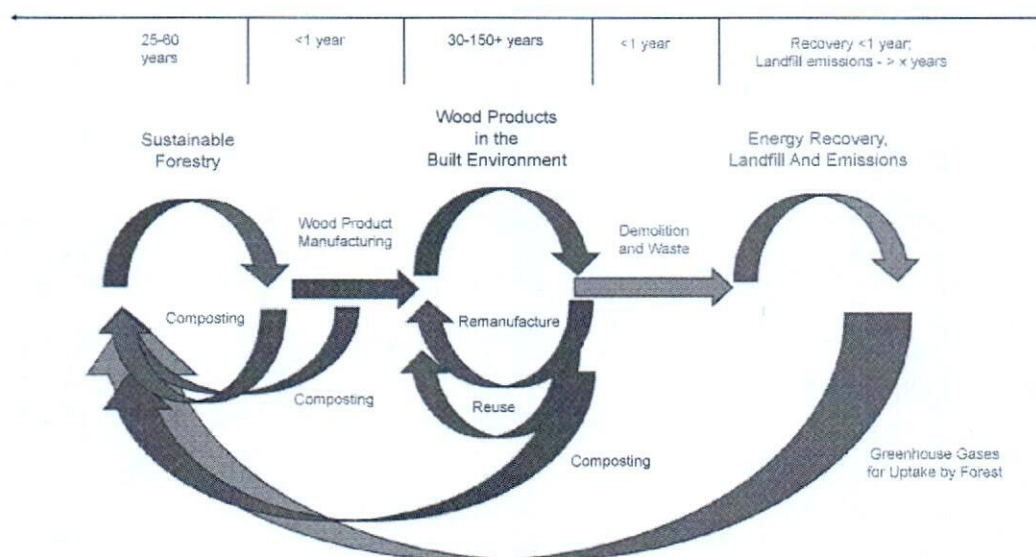 25-60
years
<1 year
30-150+ years
<1 year
Recovery <1 year;
Landfill emissions - > x years
Sustainable
Forestry
Wood Products
in the
Built Environment
Energy Recovery,
Landfill And Emissions
Wood Product
Manufacturing
Demolition
and Waste
Composting
Remanufacture
Composting
Reuse
Composting
Greenhouse Gases
for Uptake by Forest